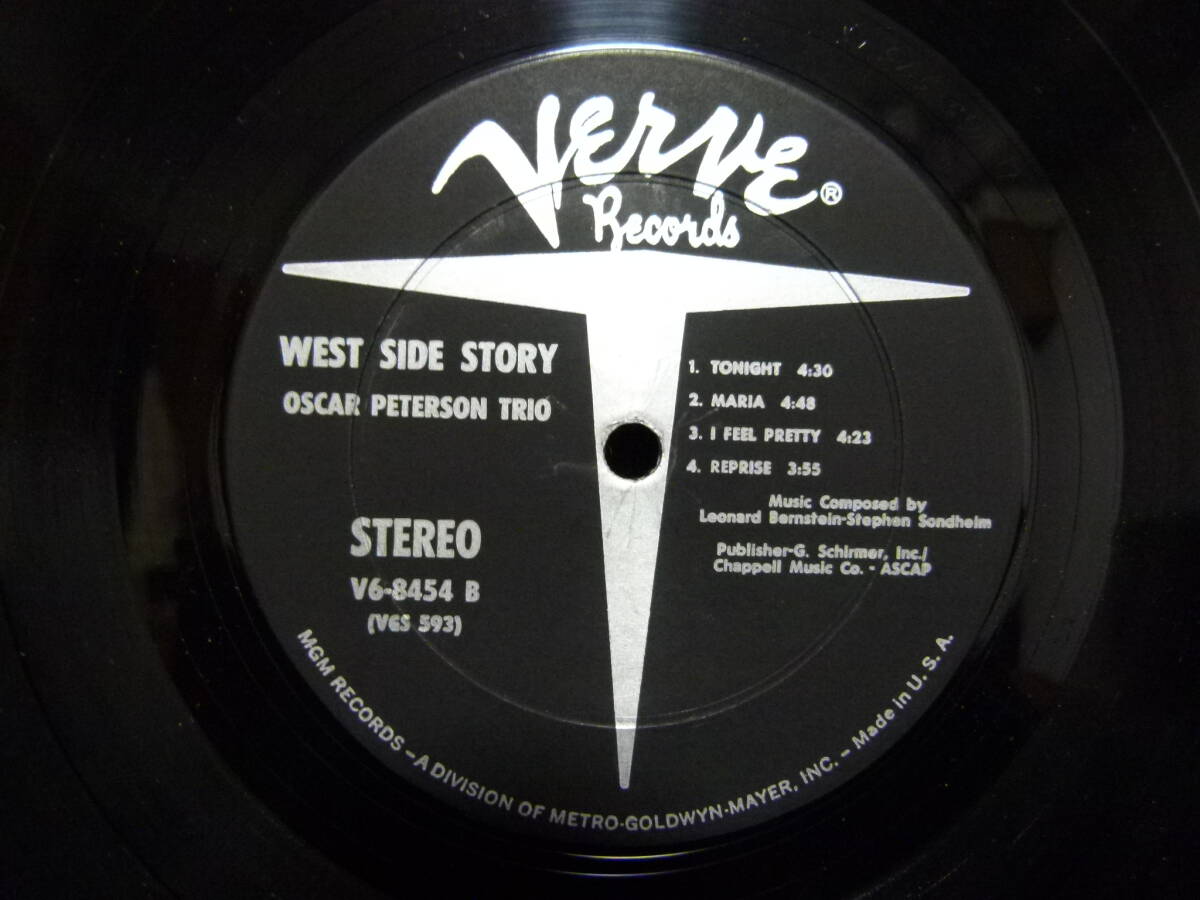 Verve ®
Records
WEST SIDE STORY
OSCAR PETERSON TRIO
1. TONIGHT 4:30
2. MARIA 4:48
3. I FEEL PRETTY 4:23
4. REPRISE 3:55
Music Composed by
Leonard Bernstein-Stephen Sondheim
Publisher-G. Schirmer, Inc./
Chappell Music Co. - ASCAP
STEREO
V6-8454 B
(VGS 593)
MGM RECORDS – A DIVISION OF METRO-GOLDWYN-MAYER, INC. – Made in U. S. A.